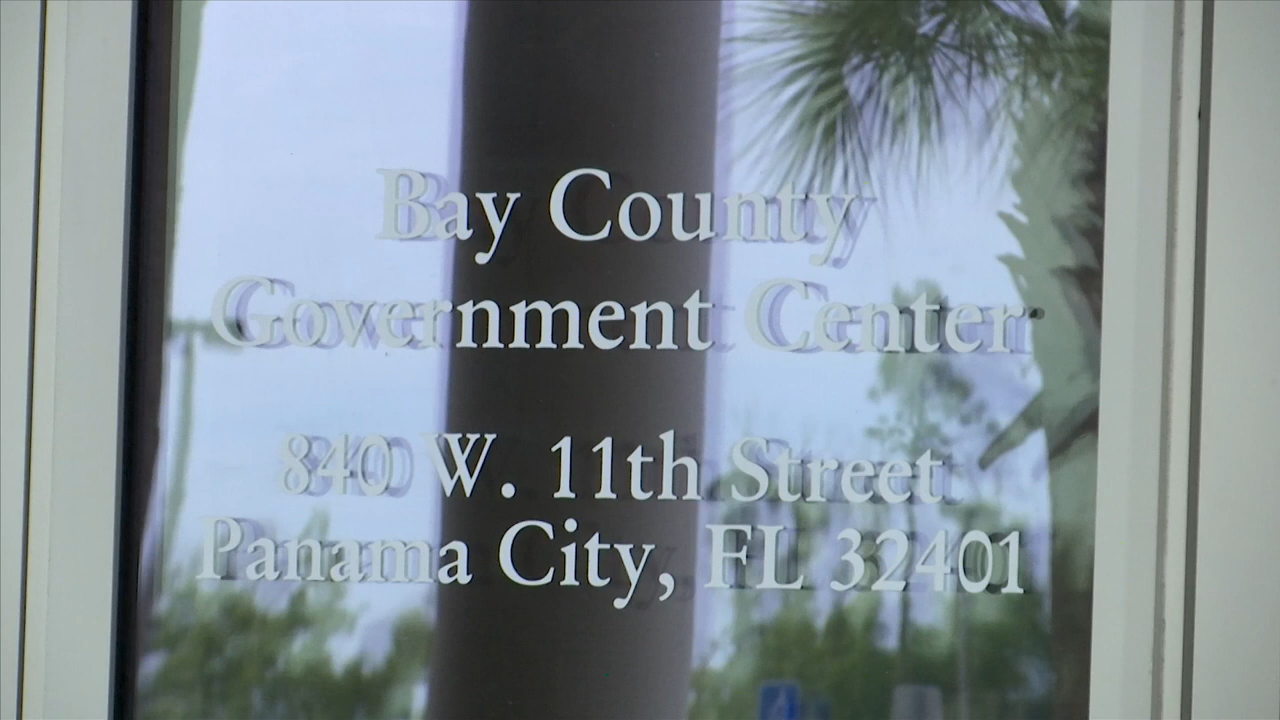 Bay County
Government Center
840 W. 11th Street
Panama City, FL 32401